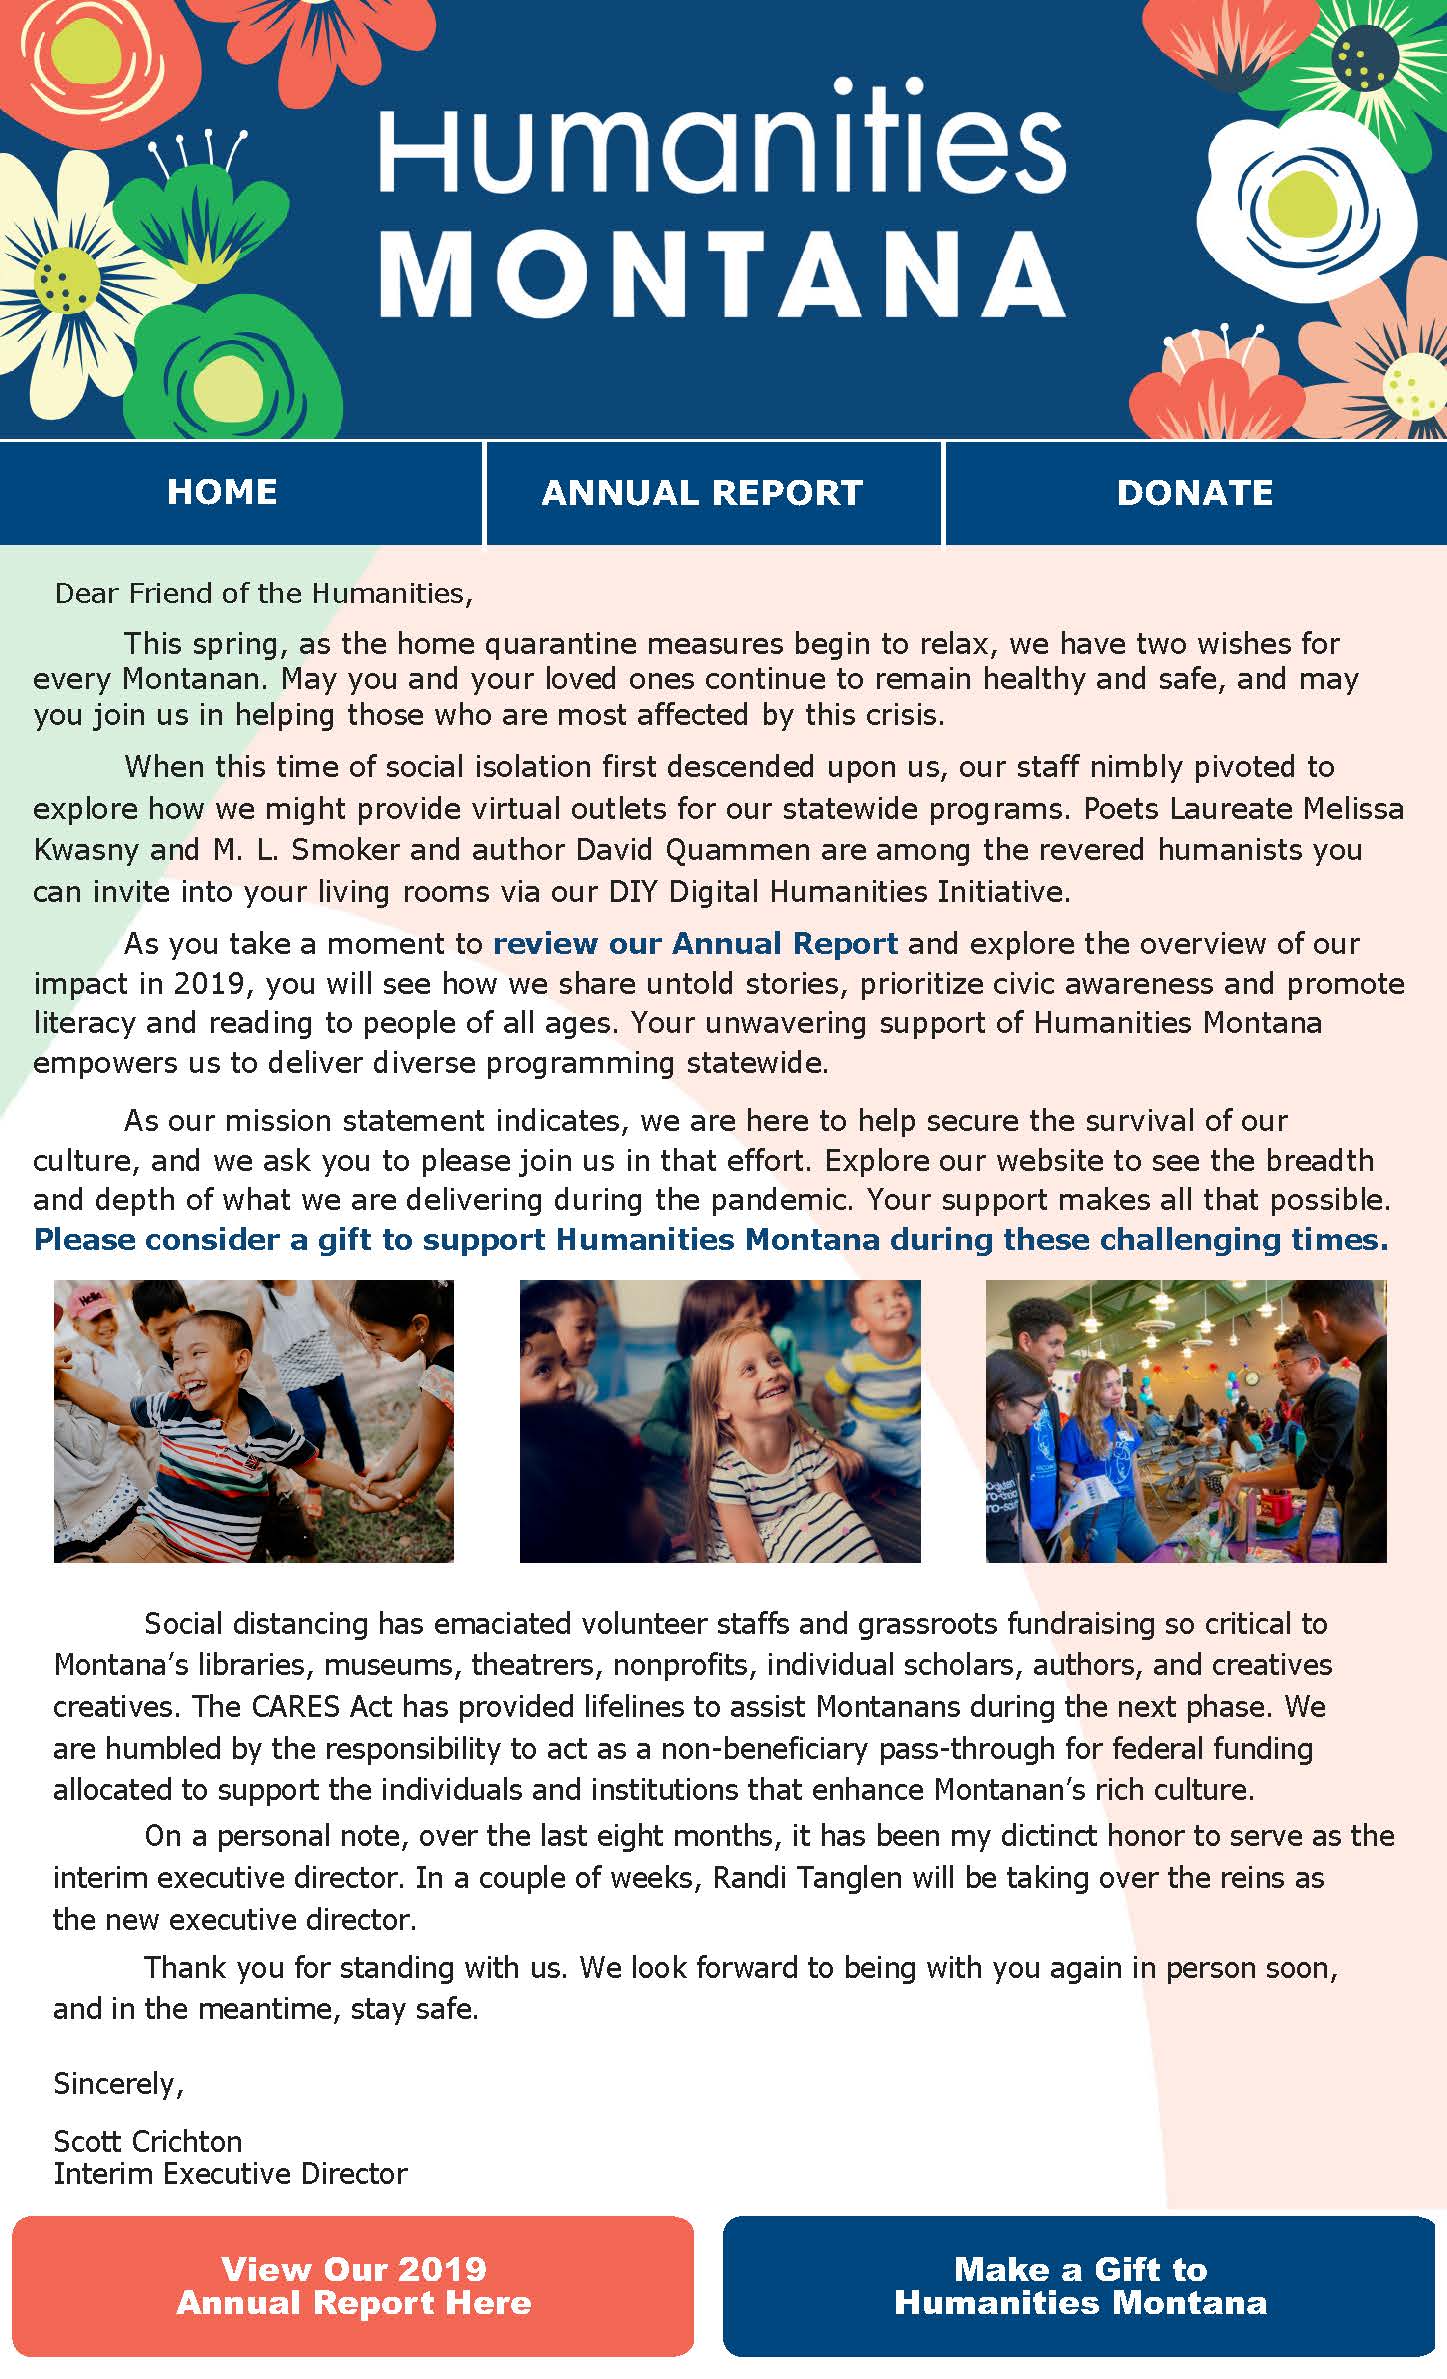 Humanities
MONTANA
HOME
ANNUAL REPORT
DONATE
Dear Friend of the Humanities,
This spring, as the home quarantine measures begin to relax, we have two wishes for
every Montanan. May you and your loved ones continue to remain healthy and safe, and may
you join us in helping those who are most affected by this crisis.
When this time of social isolation first descended upon us, our staff nimbly pivoted to
explore how we might provide virtual outlets for our statewide programs. Poets Laureate Melissa
Kwasny and M. L. Smoker and author David Quammen are among the revered humanists you
can invite into your living rooms via our DIY Digital Humanities Initiative.
As you take a moment to review our Annual Report and explore the overview of our
impact in 2019, you will see how we share untold stories, prioritize civic awareness and promote
literacy and reading to people of all ages. Your unwavering support of Humanities Montana
empowers us to deliver diverse programming statewide.
As our mission statement indicates, we are here to help secure the survival of our
culture, and we ask you to please join us in that effort. Explore our website to see the breadth
and depth of what we are delivering during the pandemic. Your support makes all that possible.
Please consider a gift to support Humanities Montana during these challenging times.
Hello
Social distancing has emaciated volunteer staffs and grassroots fundraising so critical to
Montana’s libraries, museums, theatrers, nonprofits, individual scholars, authors, and creatives
creatives. The CARES Act has provided lifelines to assist Montanans during the next phase. We
are humbled by the responsibility to act as a non-beneficiary pass-through for federal funding
allocated to support the individuals and institutions that enhance Montanan’s rich culture.
On a personal note, over the last eight months, it has been my dictinct honor to serve as the
interim executive director. In a couple of weeks, Randi Tanglen will be taking over the reins as
the new executive director.
Thank you for standing with us. We look forward to being with you again in person soon,
and in the meantime, stay safe.
Sincerely,
Scott Crichton
Interim Executive Director
View Our 2019
Annual Report Here
Make a Gift to
Humanities Montana